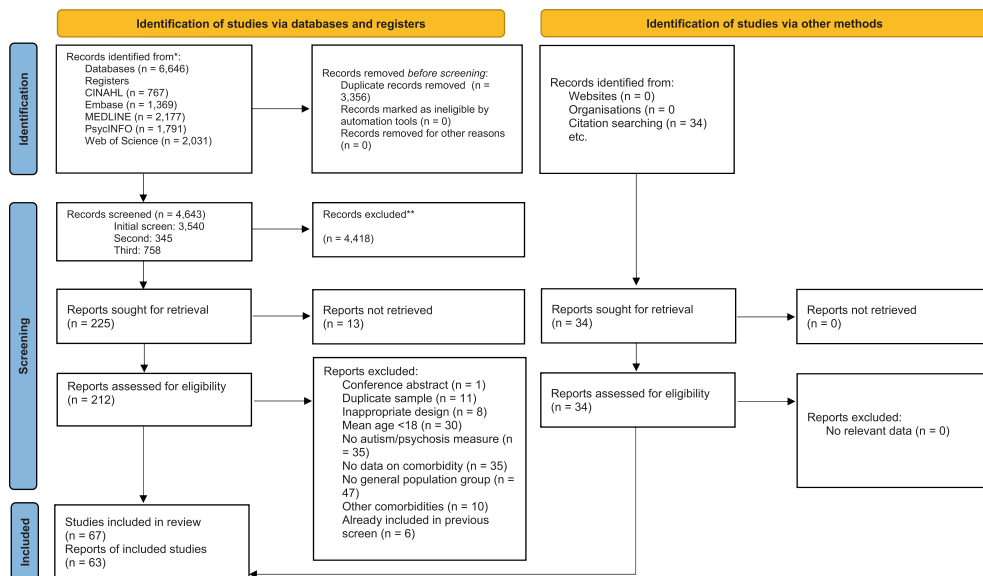 Identification of studies via databases and registers
Identification of studies via other methods
Identification
Records identified from*:
Databases (n = 6,646)
Registers
CINAHL (n = 767)
Embase (n = 1,369)
MEDLINE (n = 2,177)
PsycINFO (n = 1,791)
Web of Science (n = 2,031)
Records removed before screening:
Duplicate records removed (n =
3,356)
Records marked as ineligible by
automation tools (n = 0)
Records removed for other reasons
(n = 0)
Records identified from:
Websites (n = 0)
Organisations (n = 0
Citation searching (n = 34)
etc.
Screening
Records screened (n = 4,643)
Initial screen: 3,540
Second: 345
Third: 758
Records excluded**
(n = 4,418)
Reports sought for retrieval
(n = 225)
Reports not retrieved
(n = 13)
Reports sought for retrieval
(n = 34)
Reports not retrieved
(n = 0)
Reports assessed for eligibility
(n = 212)
Reports excluded:
Conference abstract (n = 1)
Duplicate sample (n = 11)
Inappropriate design (n = 8)
Mean age <18 (n = 30)
No autism/psychosis measure (n
= 35)
No data on comorbidity (n = 35)
No general population group (n =
47)
Other comorbidities (n = 10)
Already included in previous
screen (n = 6)
Reports assessed for eligibility
(n = 34)
Reports excluded:
No relevant data (n = 0)
Included
Studies included in review
(n = 67)
Reports of included studies
(n = 63)